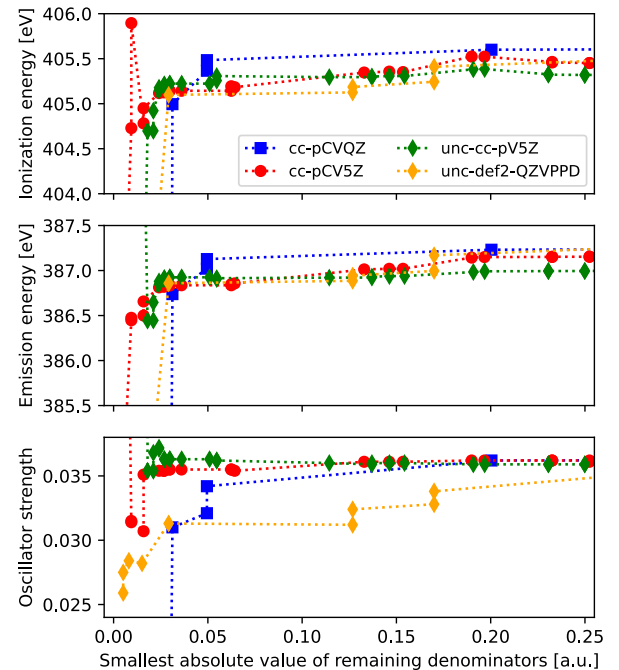 Ionization energy [eV]
406.0
405.5
405.0
404.5
404.0
cc-pCVQZ
cc-pCV5Z
unc-cc-pV5Z
unc-def2-QZVPPD
Emission energy [eV]
387.5
387.0
386.5
386.0
385.5
Oscillator strength
0.035
0.030
0.025
0.00 0.05 0.10 0.15 0.20 0.25
Smallest absolute value of remaining denominators [a.u.]